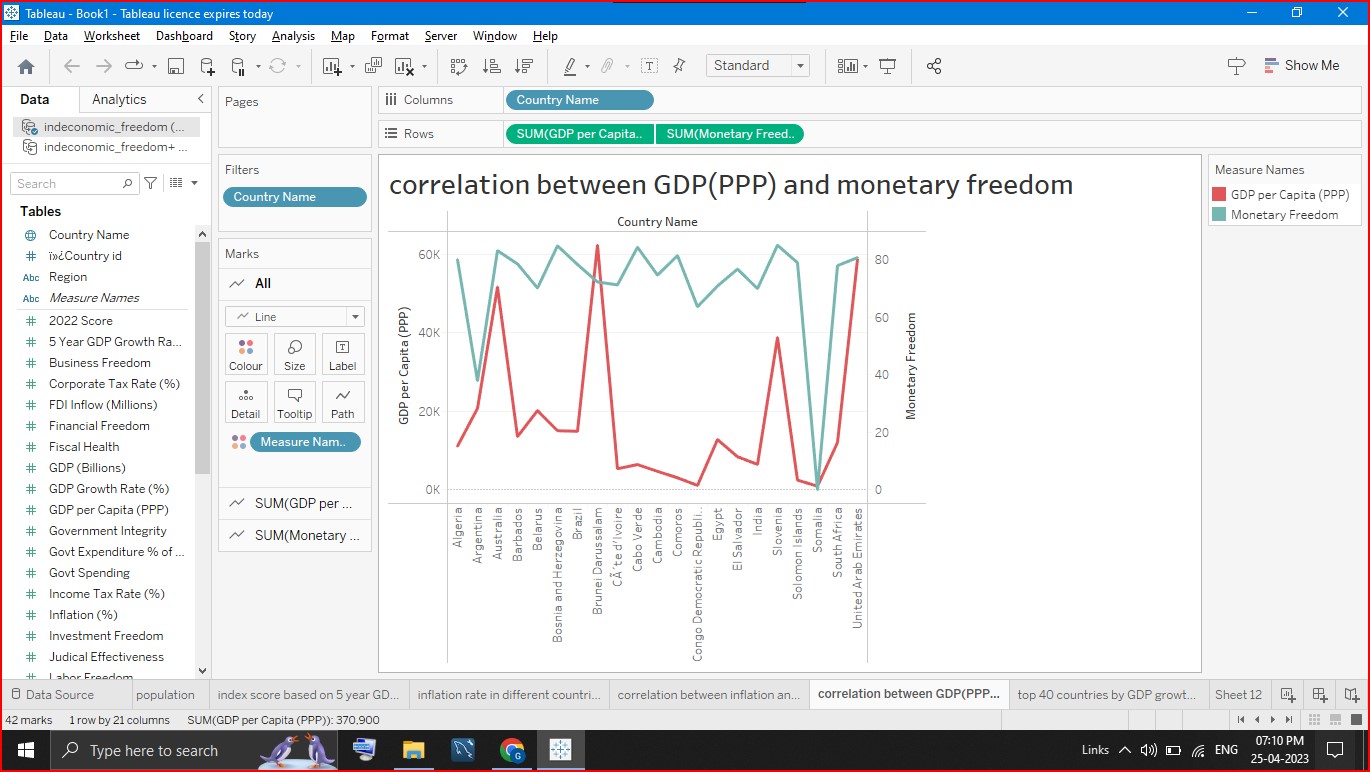 Tableau - Book1 - Tableau licence expires today
File Data Worksheet Dashboard Story Analysis Map Format Server Window Help
Standard
Show Me
Data Analytics
indeconomic_freedom (...
indeconomic_freedom+ ...
Search
Tables
Country Name
ï»¿Country id
Abc Region
Abc Measure Names
2022 Score
5 Year GDP Growth Ra...
Business Freedom
Corporate Tax Rate (%)
FDI Inflow (Millions)
Financial Freedom
Fiscal Health
GDP (Billions)
GDP Growth Rate (%)
GDP per Capita (PPP)
Government Integrity
Govt Expenditure % of ...
Govt Spending
Income Tax Rate (%)
Inflation (%)
Investment Freedom
Judical Effectiveness
Labor Freedom
Pages
Filters
Country Name
Marks
All
Line
Colour Size Label
Detail Tooltip Path
Measure Nam..
SUM(GDP per ...
SUM(Monetary ...
Columns Country Name
Rows SUM(GDP per Capita.. SUM(Monetary Freed..
correlation between GDP(PPP) and monetary freedom
Country Name
GDP per Capita (PPP)
60K
40K
20K
0K
80
60
40
20
0
Monetary Freedom
Algeria
Argentina
Australia
Barbados
Belarus
Bosnia and Herzegovina
Brazil
Brunei Darussalam
CÃ´te d'Ivoire
Cabo Verde
Cambodia
Comoros
Congo Democratic Republi..
Egypt
El Salvador
India
Slovenia
Solomon Islands
Somalia
South Africa
United Arab Emirates
Measure Names
GDP per Capita (PPP)
Monetary Freedom
Data Source population index score based on 5 year GD... inflation rate in different countri... correlation between inflation an... correlation between GDP(PPP... top 40 countries by GDP growt... Sheet 12
42 marks 1 row by 21 columns SUM(GDP per Capita (PPP)): 370,900
Type here to search
Links
ENG
07:10 PM
25-04-2023